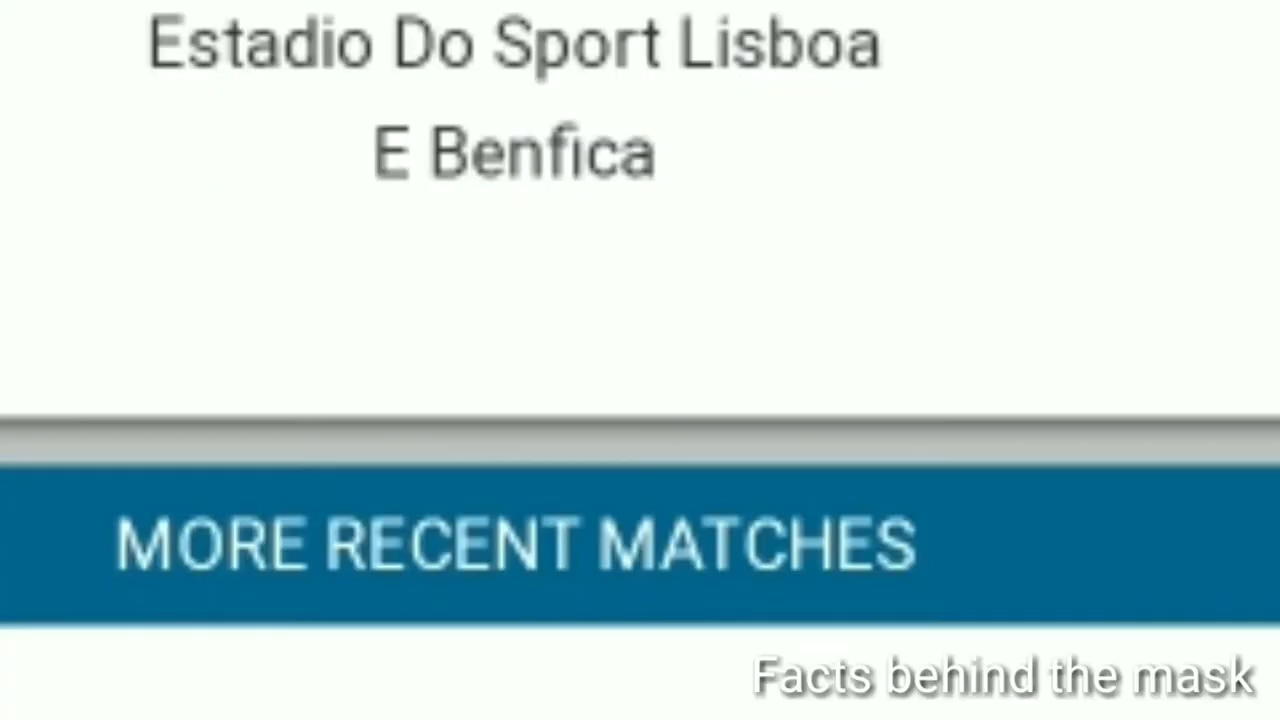 Estadio Do Sport Lisboa
E Benfica
MORE RECENT MATCHES
Facts behind the mask